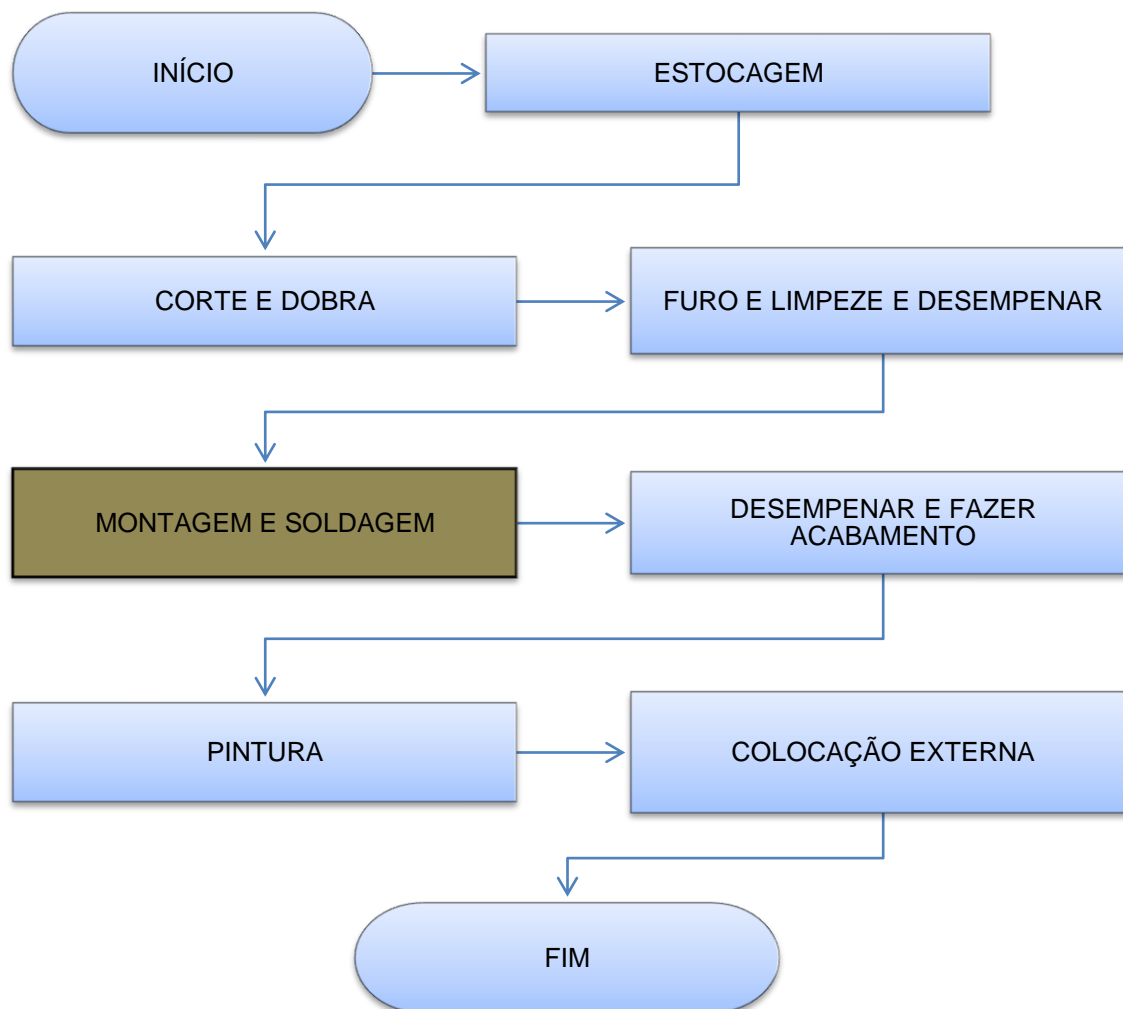 INÍCIO
ESTOCAGEM
CORTE E DOBRA
FURO E LIMPEZE E DESEMPENAR
MONTAGEM E SOLDAGEM
DESEMPENAR E FAZER
ACABAMENTO
PINTURA
COLOCAÇÃO EXTERNA
FIM